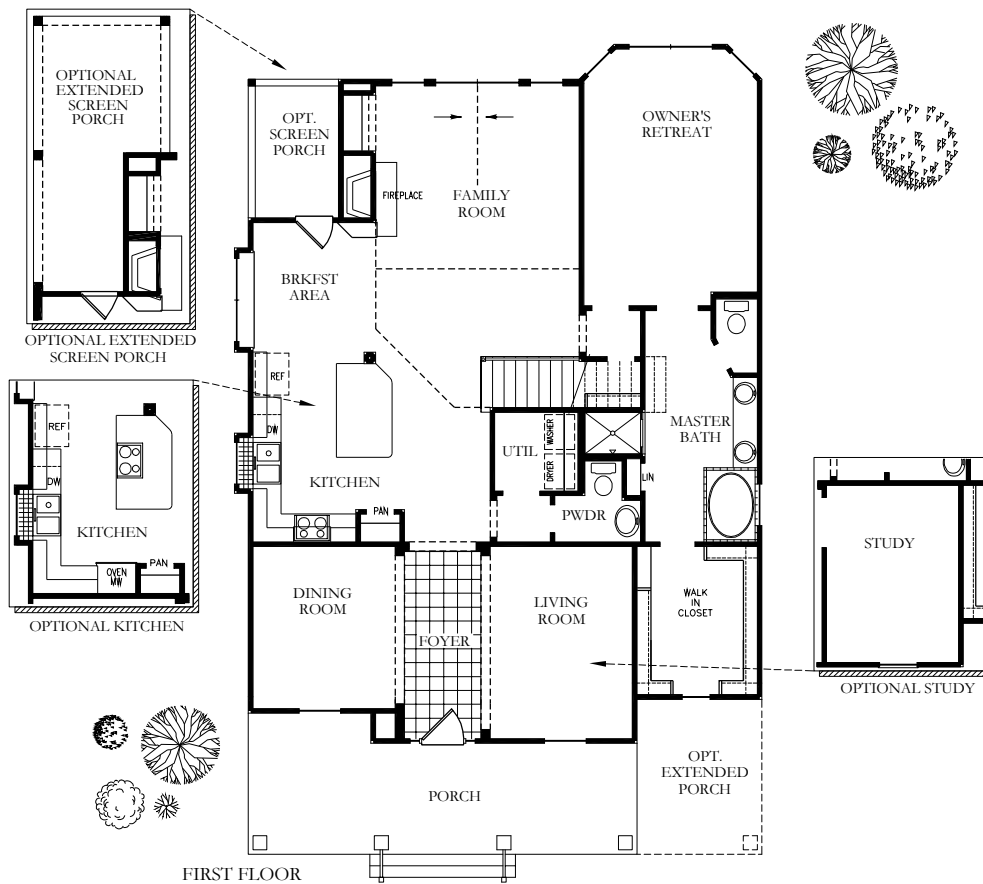 OPTIONAL
EXTENDED
SCREEN
PORCH
OPTIONAL EXTENDED
SCREEN PORCH
OPT.
SCREEN
PORCH
FIREPLACE
FAMILY
ROOM
OWNER'S
RETREAT
BRKFST
AREA
REF
DW
KITCHEN
PAN
UTIL
DRYER
WASHER
PWDR
LIN
MASTER
BATH
REF
DW
KITCHEN
OVEN
MW
PAN
OPTIONAL KITCHEN
DINING
ROOM
FOYER
LIVING
ROOM
WALK
IN
CLOSET
STUDY
OPTIONAL STUDY
PORCH
OPT.
EXTENDED
PORCH
FIRST FLOOR